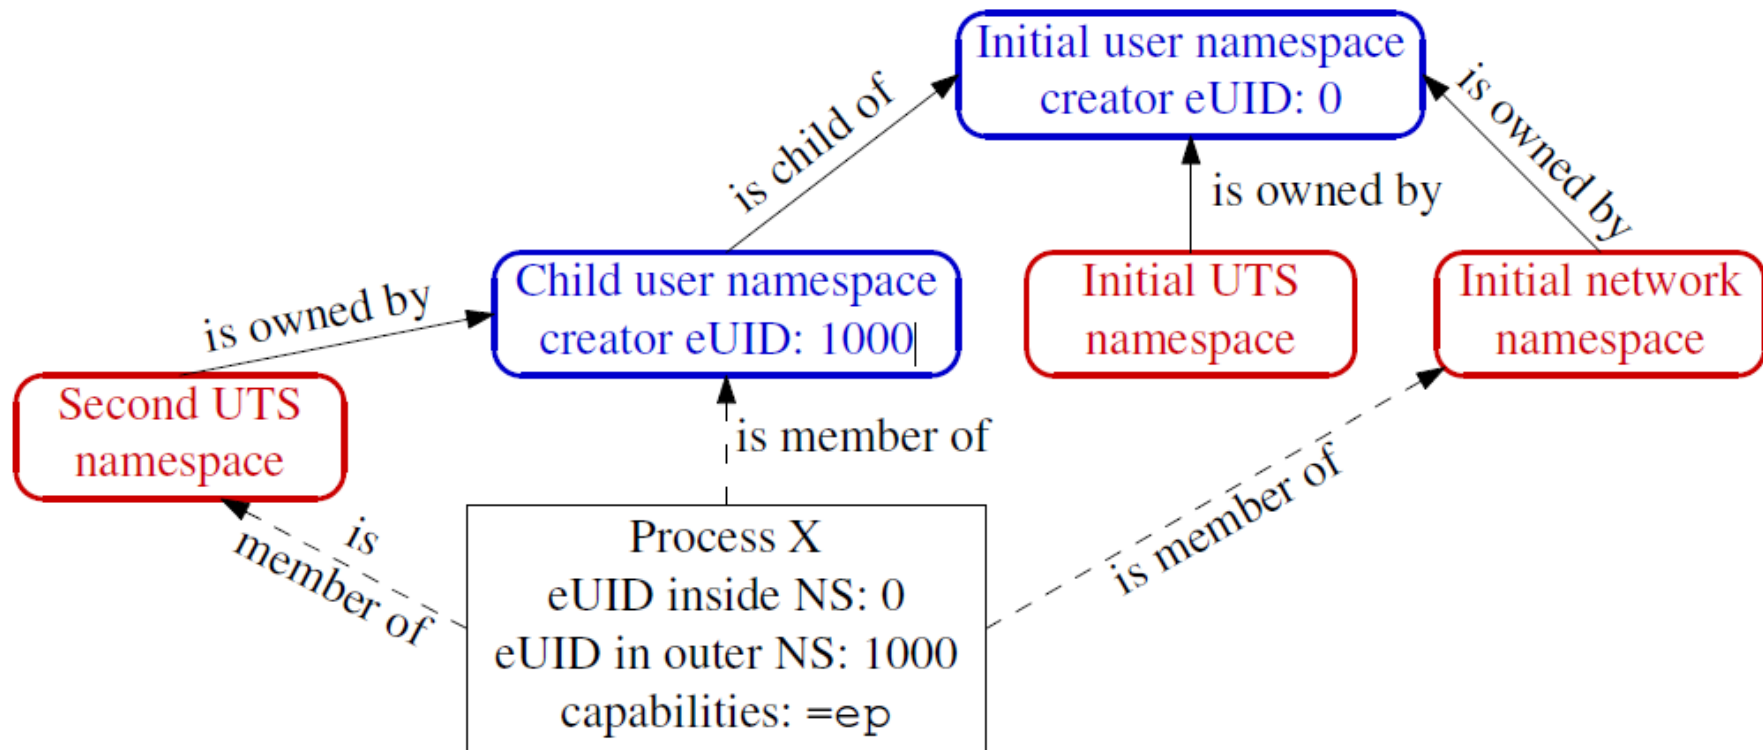 Initial user namespace
creator eUID: 0
is child of
is owned by
is owned by
Child user namespace
creator eUID: 1000
Initial UTS
namespace
Initial network
namespace
is owned by
Second UTS
namespace
is member of
is
member of
is member of
Process X
eUID inside NS: 0
eUID in outer NS: 1000
capabilities: =ep